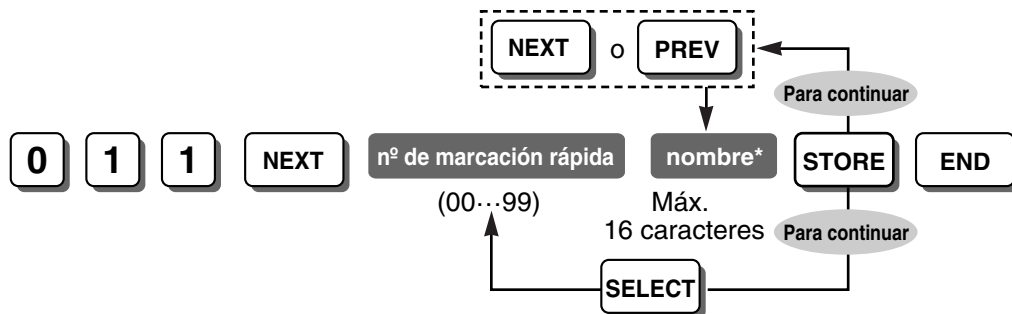 NEXT o PREV
Para continuar
0 1 1 NEXT nº de marcación rápida nombre* STORE END
(00···99) Máx.
16 caracteres Para continuar
SELECT